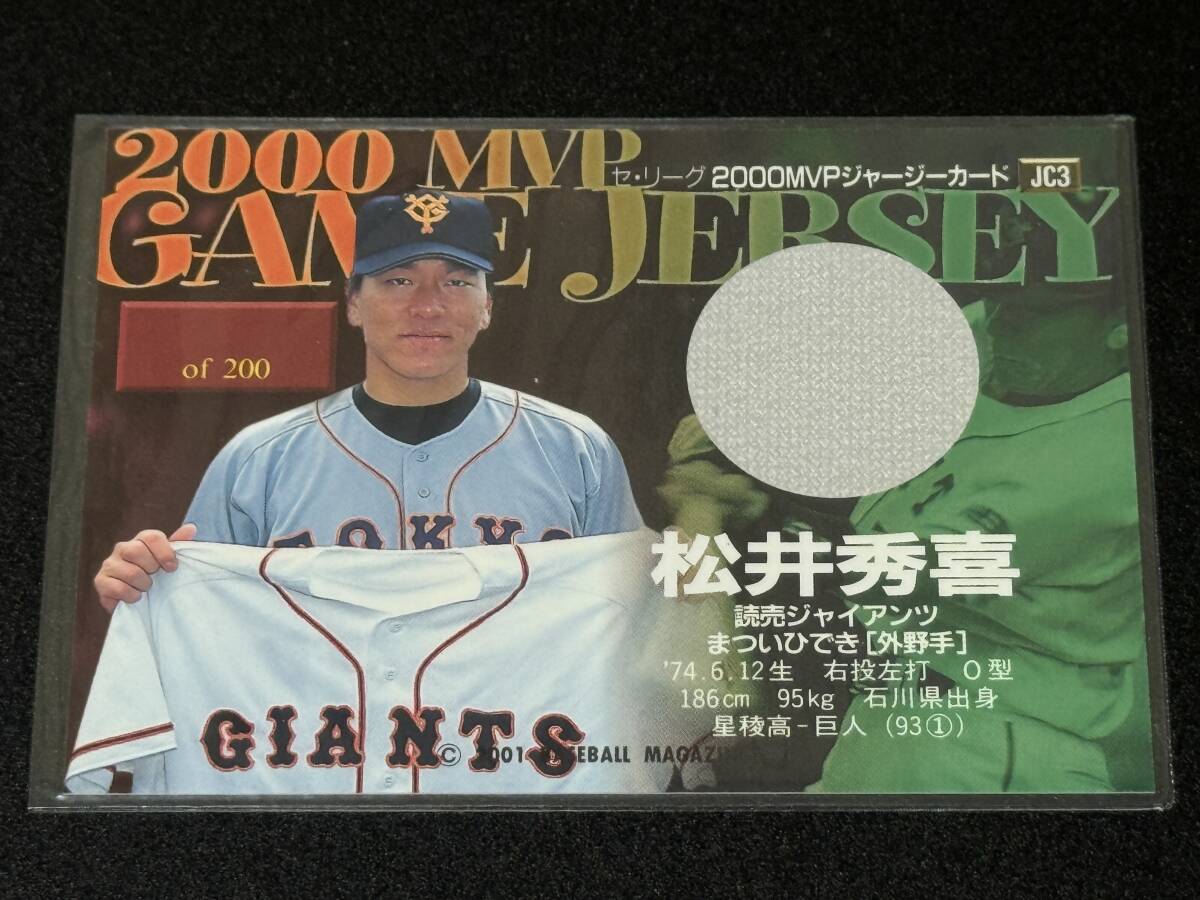 2000 MVP
セ・リーグ 2000MVPジャージーカード JC3
GAME JERSEY
of 200
TOKYO
GIANTS
松井秀喜
読売ジャイアンツ
まついひでき[外野手]
'74.6.12生 右投左打 O型
186cm 95kg 石川県出身
星稜高-巨人 (93①)
© 2001 BASEBALL